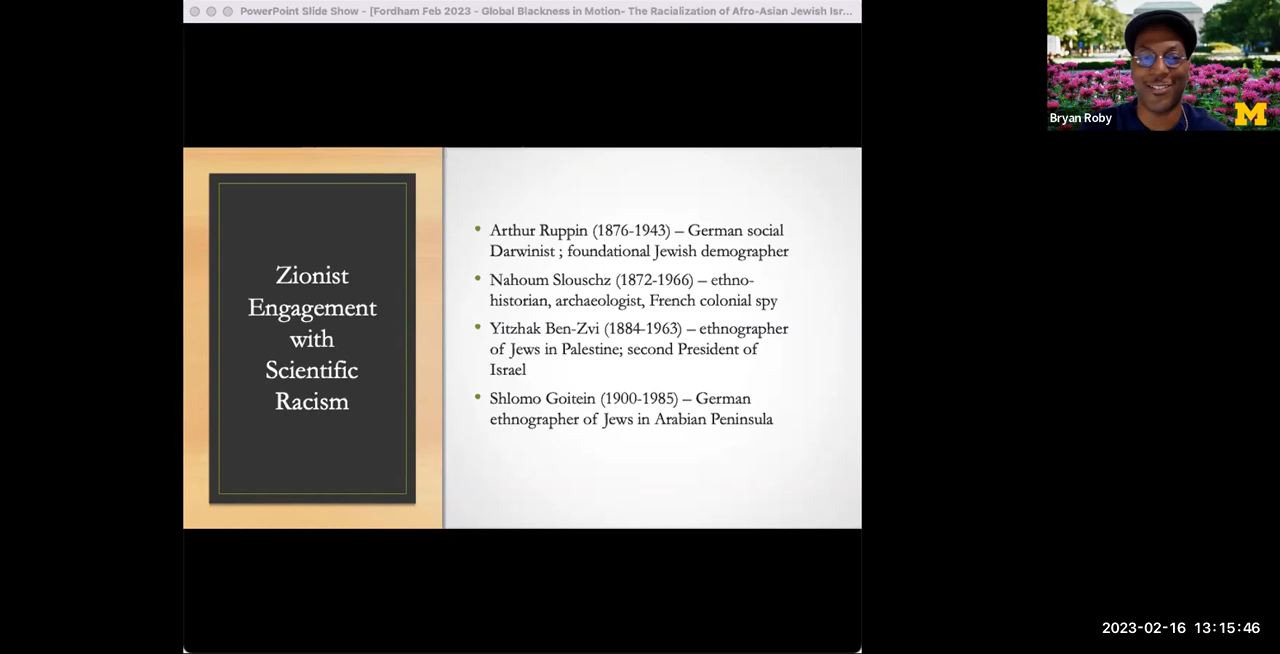 PowerPoint Slide Show - [Fordham Feb 2023 - Global Blackness in Motion- The Racialization of Afro-Asian Jewish Isr...
Bryan Roby
M
Zionist
Engagement
with
Scientific
Racism
• Arthur Ruppin (1876-1943) – German social
Darwinist ; foundational Jewish demographer
• Nahoum Slouschz (1872-1966) – ethno-
historian, archaeologist, French colonial spy
• Yitzhak Ben-Zvi (1884-1963) – ethnographer
of Jews in Palestine; second President of
Israel
• Shlomo Goitein (1900-1985) – German
ethnographer of Jews in Arabian Peninsula
2023-02-16 13:15:46